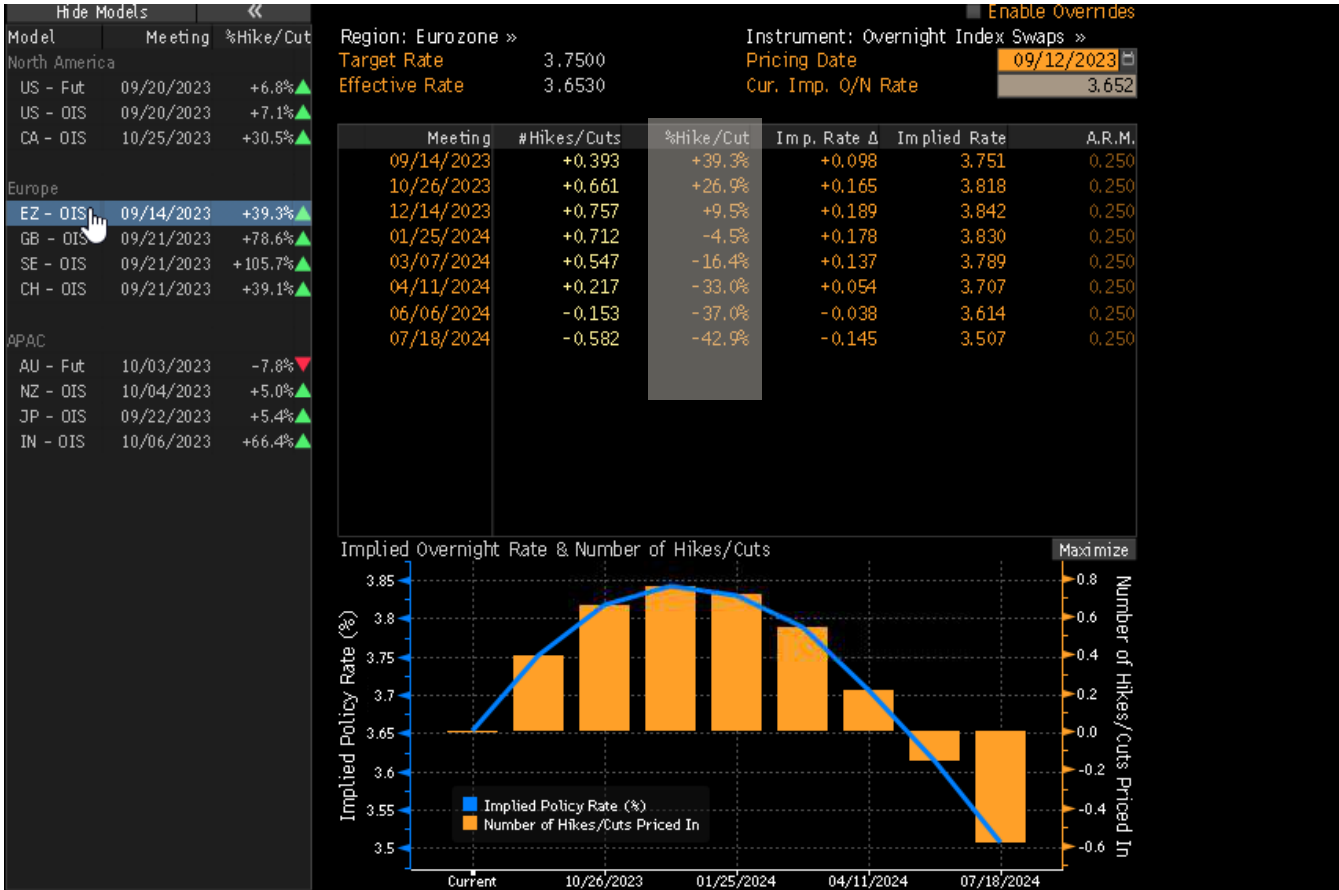 Hide Models «
Model Meeting %Hike/Cut
North America
US - Fut 09/20/2023 +6.8%
US - OIS 09/20/2023 +7.1%
CA - OIS 10/25/2023 +30.5%
Europe
EZ - OIS 09/14/2023 +39.3%
GB - OIS 09/21/2023 +78.6%
SE - OIS 09/21/2023 +105.7%
CH - OIS 09/21/2023 +39.1%
APAC
AU - Fut 10/03/2023 -7.8%
NZ - OIS 10/04/2023 +5.0%
JP - OIS 09/22/2023 +5.4%
IN - OIS 10/06/2023 +66.4%
Enable Overrides
Region: Eurozone » Instrument: Overnight Index Swaps »
Target Rate 3.7500 Pricing Date 09/12/2023
Effective Rate 3.6530 Cur. Imp. O/N Rate 3.652
Meeting #Hikes/Cuts %Hike/Cut Imp. Rate Δ Implied Rate A.R.M.
09/14/2023 +0.393 +39.3% +0.098 3.751 0.250
10/26/2023 +0.661 +26.9% +0.165 3.818 0.250
12/14/2023 +0.757 +9.5% +0.189 3.842 0.250
01/25/2024 +0.712 -4.5% +0.178 3.830 0.250
03/07/2024 +0.547 -16.4% +0.137 3.789 0.250
04/11/2024 +0.217 -33.0% +0.054 3.707 0.250
06/06/2024 -0.153 -37.0% -0.038 3.614 0.250
07/18/2024 -0.582 -42.9% -0.145 3.507 0.250
Implied Overnight Rate & Number of Hikes/Cuts Maximize
Implied Policy Rate (%)
3.85
3.8
3.75
3.7
3.65
3.6
3.55
3.5
Implied Policy Rate (%)
Number of Hikes/Cuts Priced In
0.8
0.6
0.4
0.2
0.0
-0.2
-0.4
-0.6
Number of Hikes/Cuts Priced In
Current 10/26/2023 01/25/2024 04/11/2024 07/18/2024